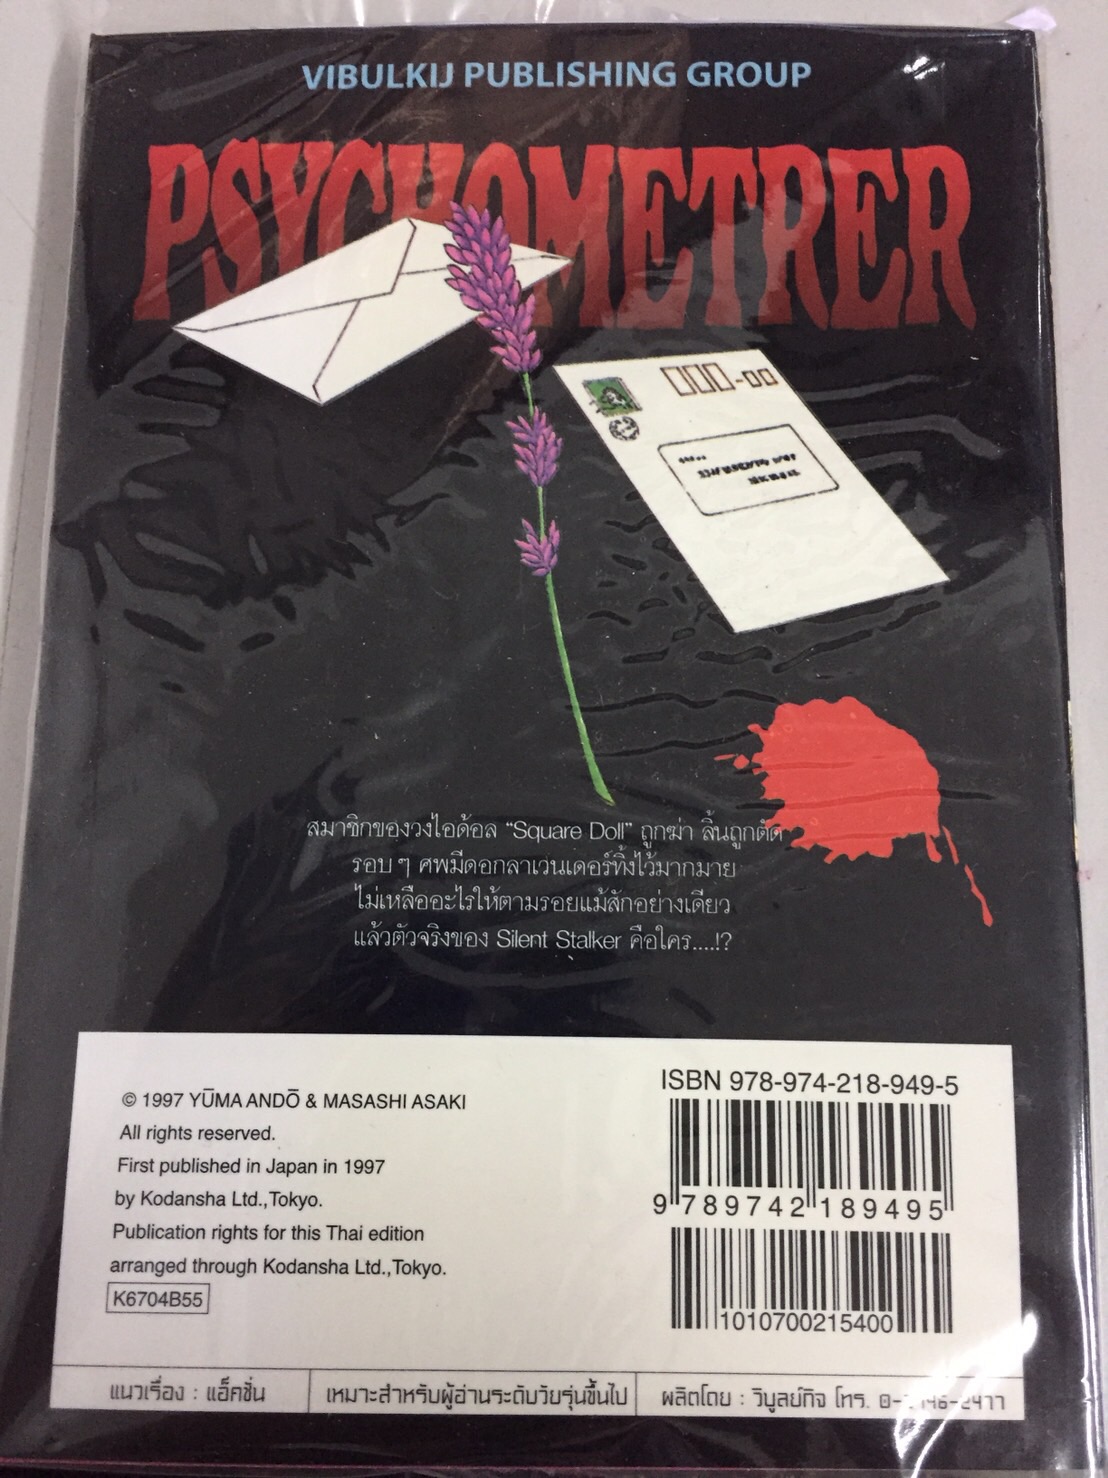 VIBULKIJ PUBLISHING GROUP
PSYCHOMETRER
สมาชิกของวงไอด้อล “Square Doll” ถูกฆ่า ลิ้นถูกตัด
รอบ ๆ ศพมีดอกลาเวนเดอร์ทิ้งไว้มากมาย
ไม่เหลืออะไรให้ตามรอยแม้สักอย่างเดียว
แล้วตัวจริงของ Silent Stalker คือใคร....!?
© 1997 YŪMA ANDŌ & MASASHI ASAKI
All rights reserved.
First published in Japan in 1997
by Kodansha Ltd.,Tokyo.
Publication rights for this Thai edition
arranged through Kodansha Ltd.,Tokyo.
K6704B55
ISBN 978-974-218-949-5
9 789742 189495
1010700215400
แนวเรื่อง : แอ็คชั่น
เหมาะสำหรับผู้อ่านระดับวัยรุ่นขึ้นไป
ผลิตโดย : วิบูลย์กิจ โทร.